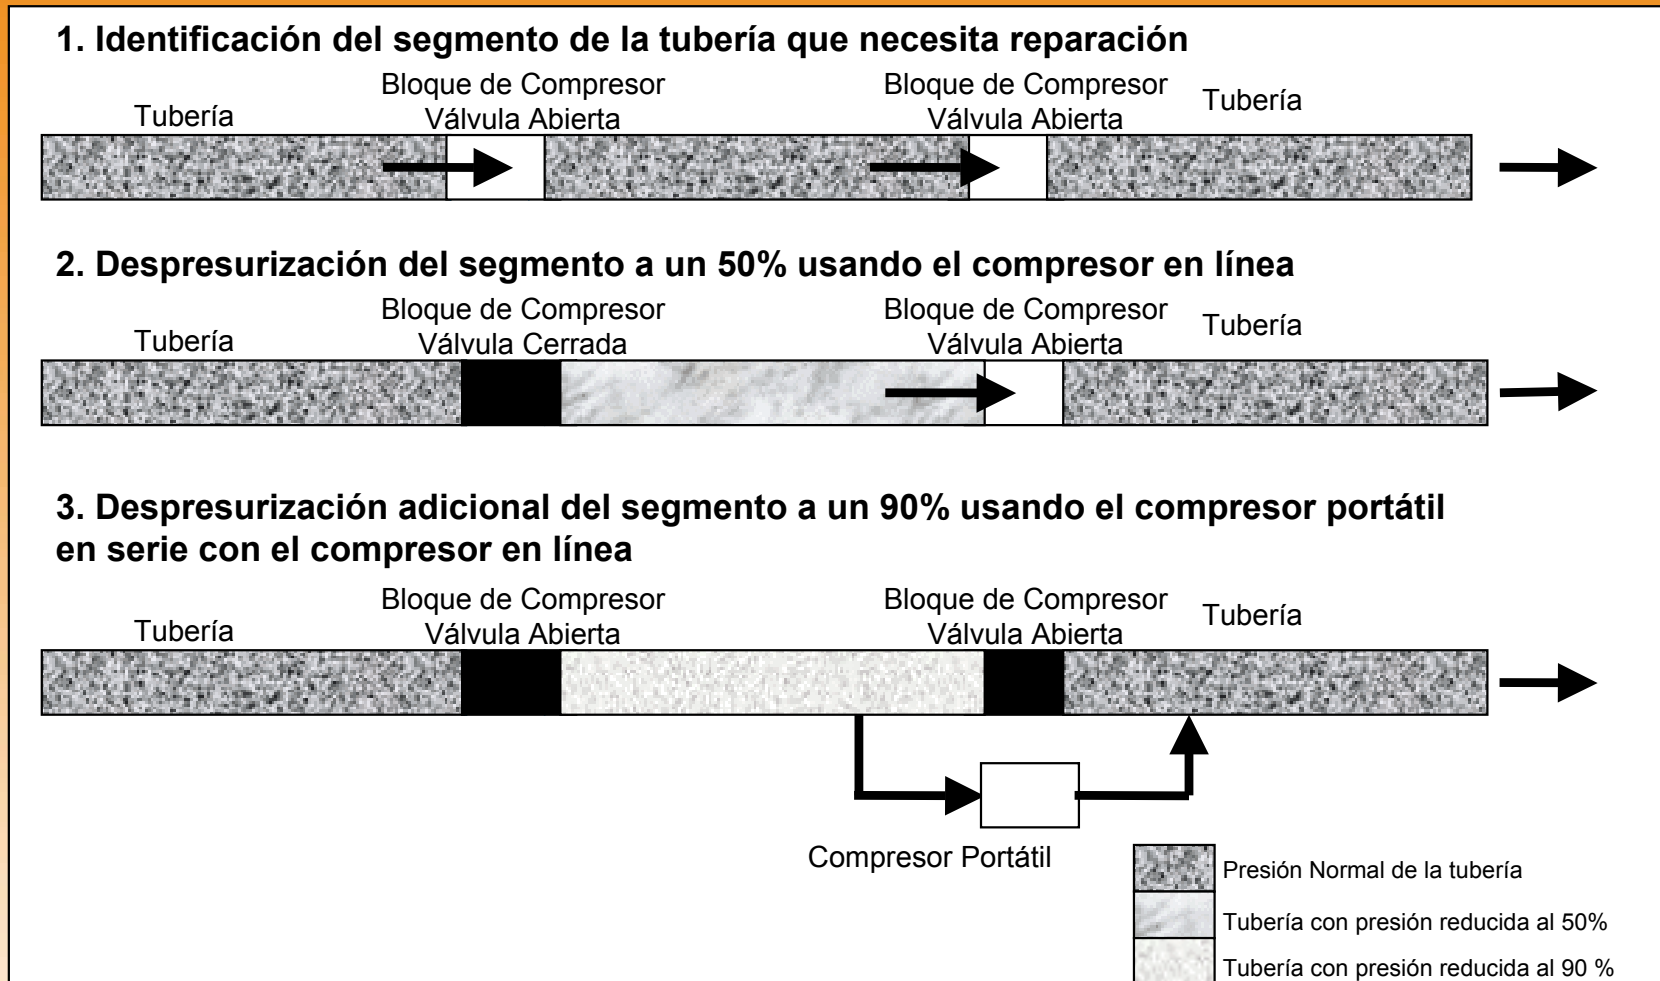 1. Identificación del segmento de la tubería que necesita reparación
Tubería
Bloque de Compresor
Válvula Abierta
Bloque de Compresor
Válvula Abierta
Tubería
2. Despresurización del segmento a un 50% usando el compresor en línea
Tubería
Bloque de Compresor
Válvula Cerrada
Bloque de Compresor
Válvula Abierta
Tubería
3. Despresurización adicional del segmento a un 90% usando el compresor portátil
en serie con el compresor en línea
Tubería
Bloque de Compresor
Válvula Abierta
Bloque de Compresor
Válvula Abierta
Tubería
Compresor Portátil
Presión Normal de la tubería
Tubería con presión reducida al 50%
Tubería con presión reducida al 90 %